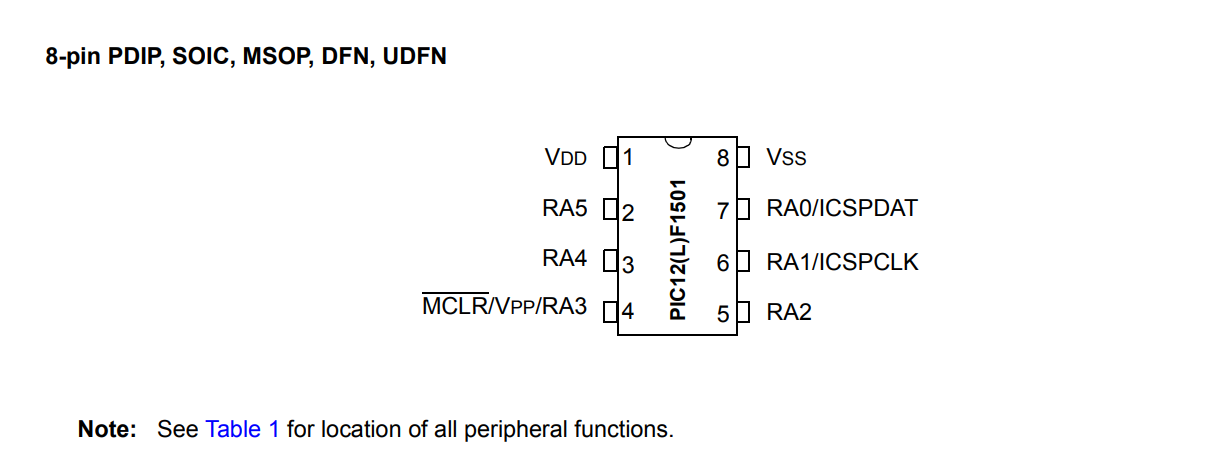 8-pin PDIP, SOIC, MSOP, DFN, UDFN
VDD 1 8 VSS
RA5 2 7 RA0/ICSPDAT
RA4 3 6 RA1/ICSPCLK
MCLR/VPP/RA3 4 5 RA2
PIC12(L)F1501
Note: See Table 1 for location of all peripheral functions.